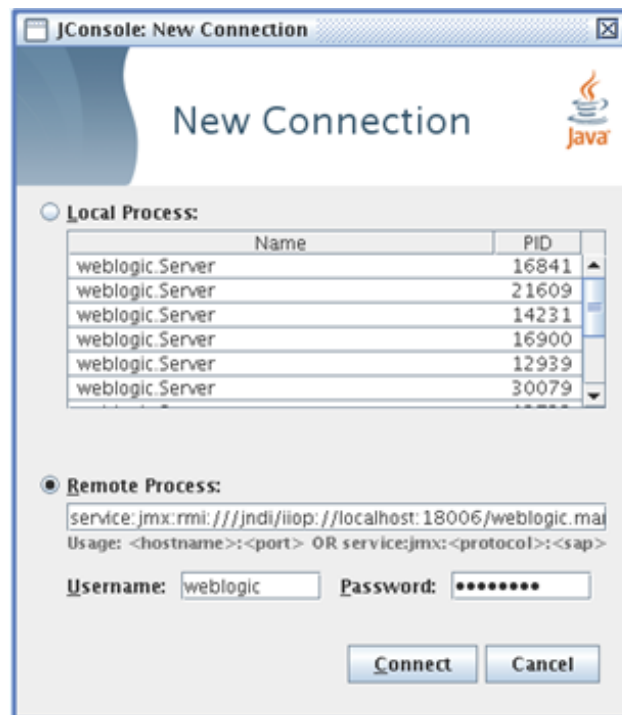 JConsole: New Connection
New Connection
Java
Local Process:
Name PID
weblogic.Server 16841
weblogic.Server 21609
weblogic.Server 14231
weblogic.Server 16900
weblogic.Server 12939
weblogic.Server 30079
Remote Process:
service:jmx:rmi:///jndi/iiop://localhost:18006/weblogic.mar
Usage: <hostname>:<port> OR service:jmx:<protocol>:<sap>
Username: weblogic Password: ••••••••
Connect Cancel